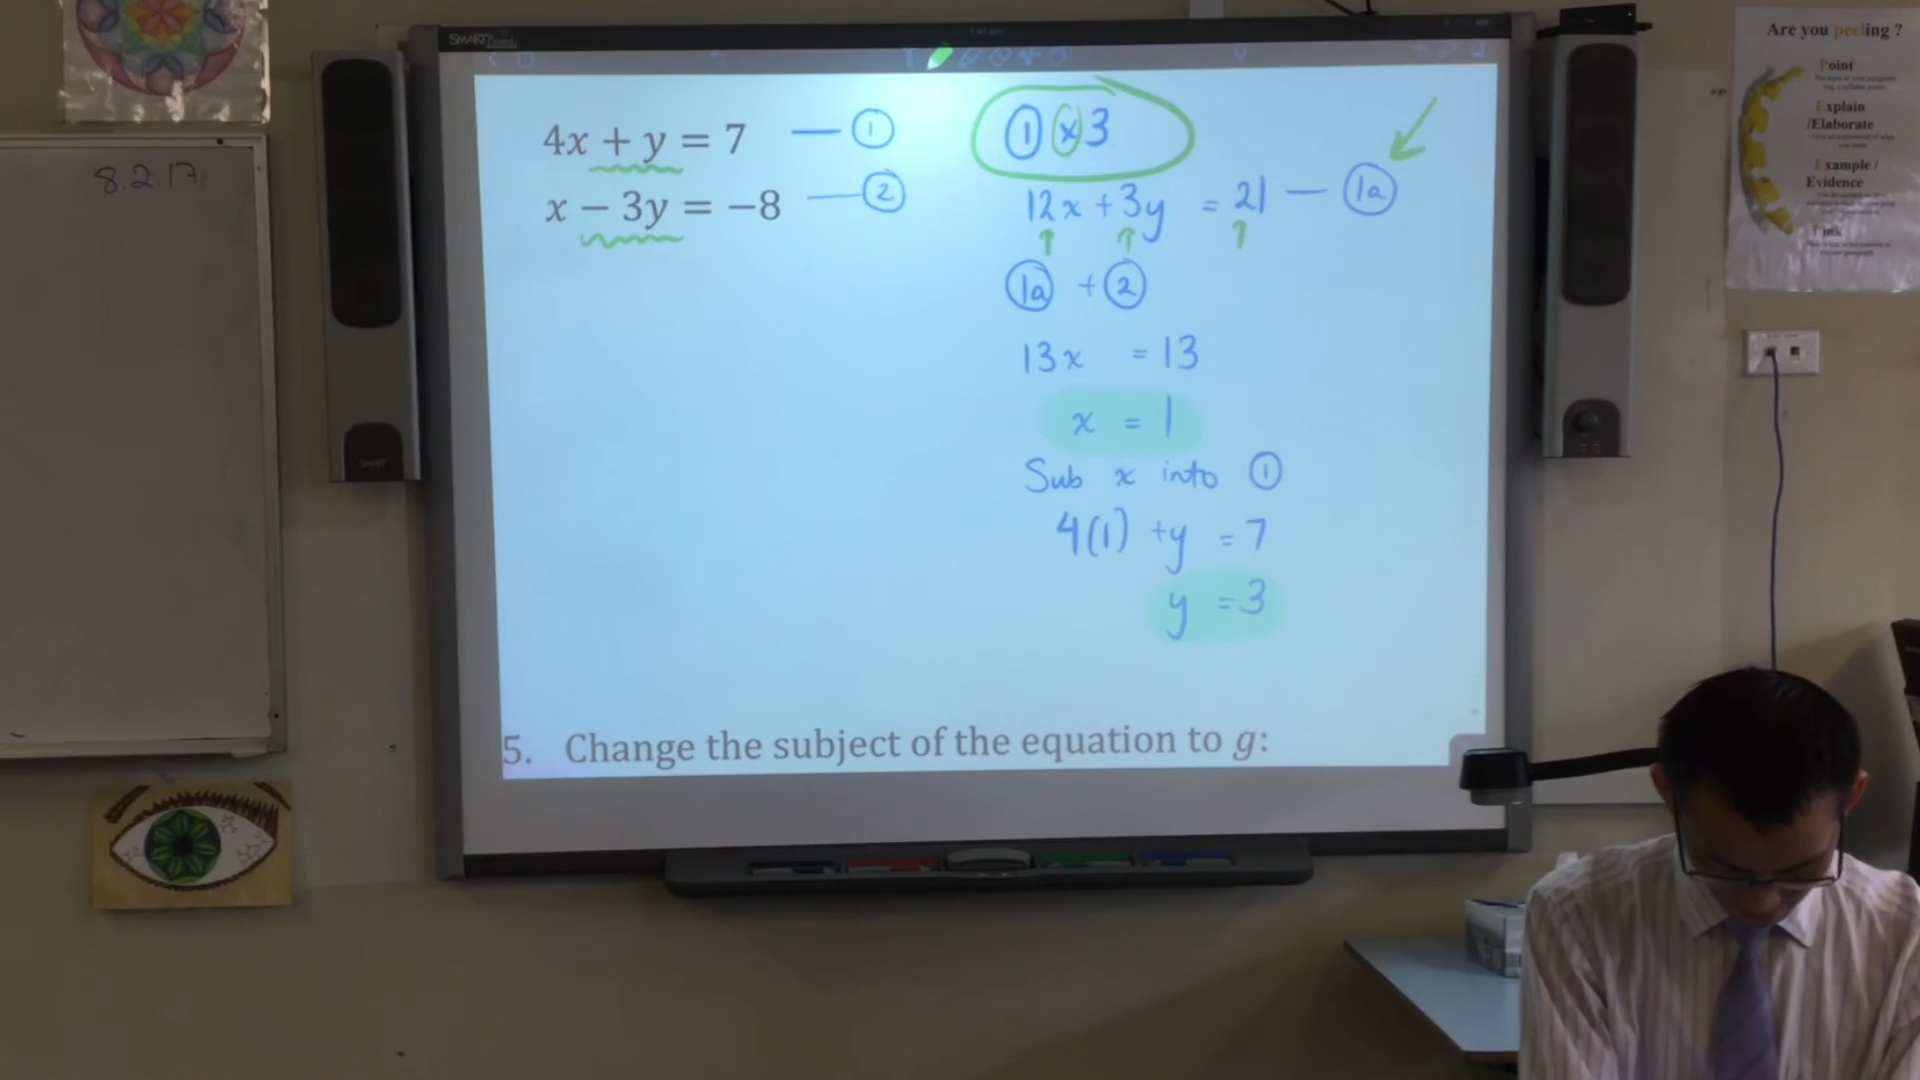 SMART
8.2.17
4x + y = 7 — ①
x − 3y = −8 — ②
① × 3
12x + 3y = 21 — (1a)
(1a) + ②
13x = 13
x = 1
Sub x into ①
4(1) + y = 7
y = 3
5. Change the subject of the equation to g:
SMART
Are you peeling ?
Point
Explain
/Elaborate
Example /
Evidence